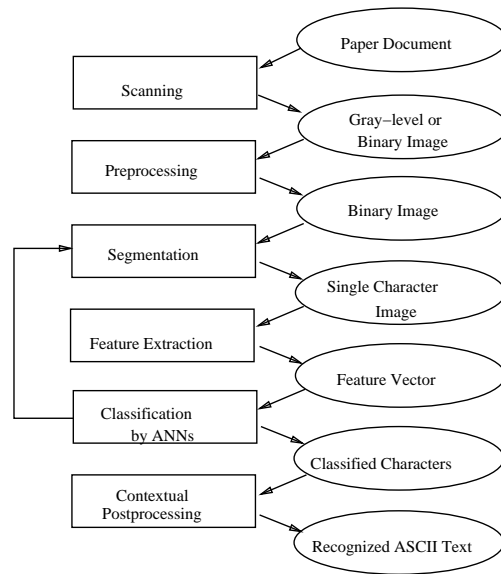 Paper Document
Scanning
Gray−level or
Binary Image
Preprocessing
Binary Image
Segmentation
Single Character
Image
Feature Extraction
Feature Vector
Classification
by ANNs
Classified Characters
Contextual
Postprocessing
Recognized ASCII Text